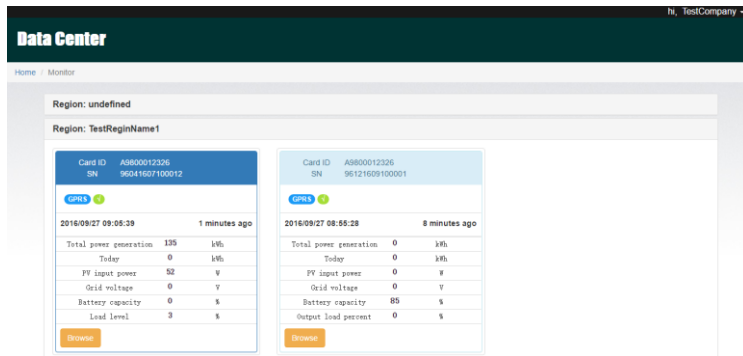 hi, TestCompany
Data Center
Home / Monitor
Region: undefined
Region: TestReginName1
Card ID A9800012326
SN 96041607100012
GPRS
2016/09/27 09:05:39 1 minutes ago
Total power generation 135 kWh
Today 0 kWh
PV input power 52 W
Grid voltage 0 V
Battery capacity 0 %
Load level 3 %
Browse
Card ID A9800012326
SN 96121609100001
GPRS
2016/09/27 08:55:28 8 minutes ago
Total power generation 0 kWh
Today 0 kWh
PV input power 0 W
Grid voltage 0 V
Battery capacity 85 %
Output load percent 0 %
Browse